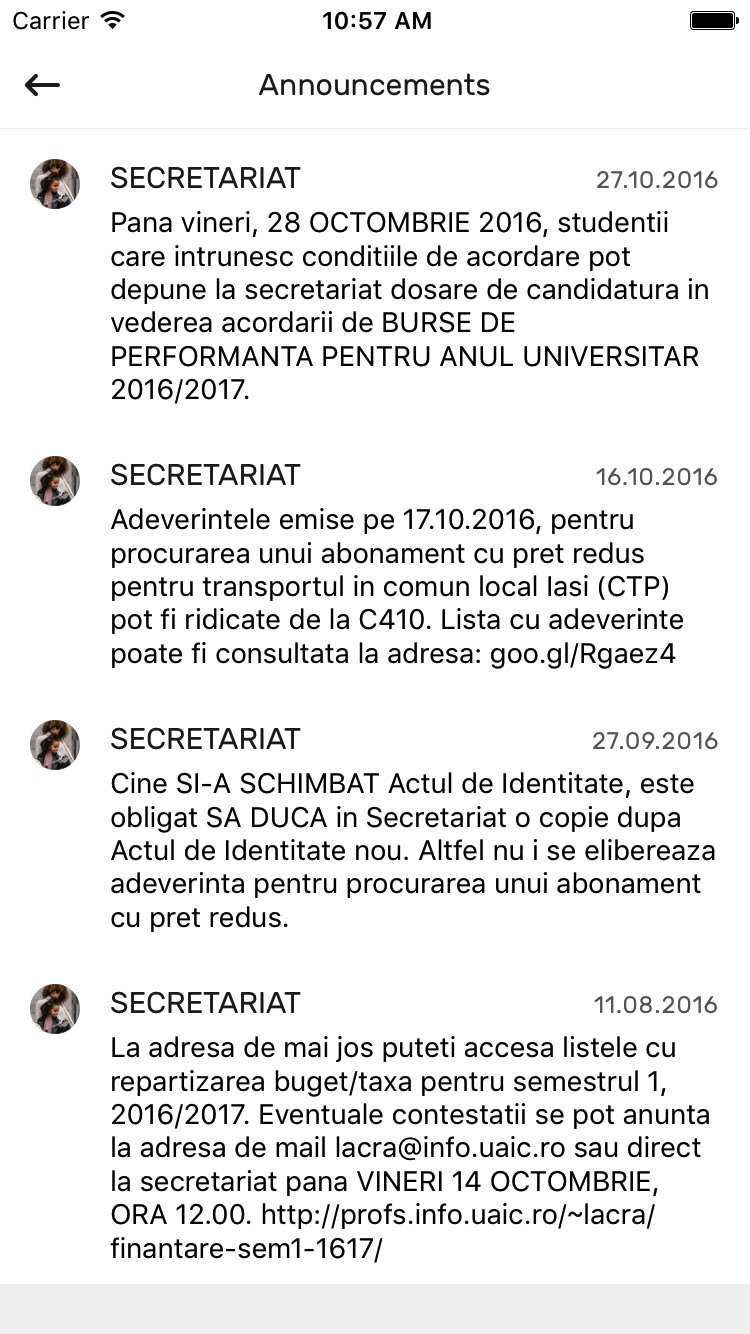 Carrier 10:57 AM
Announcements
SECRETARIAT 27.10.2016
Pana vineri, 28 OCTOMBRIE 2016, studentii
care intrunesc conditiile de acordare pot
depune la secretariat dosare de candidatura in
vederea acordarii de BURSE DE
PERFORMANTA PENTRU ANUL UNIVERSITAR
2016/2017.
SECRETARIAT 16.10.2016
Adeverintele emise pe 17.10.2016, pentru
procurarea unui abonament cu pret redus
pentru transportul in comun local Iasi (CTP)
pot fi ridicate de la C410. Lista cu adeverinte
poate fi consultata la adresa: goo.gl/Rgaez4
SECRETARIAT 27.09.2016
Cine SI-A SCHIMBAT Actul de Identitate, este
obligat SA DUCA in Secretariat o copie dupa
Actul de Identitate nou. Altfel nu i se elibereaza
adeverinta pentru procurarea unui abonament
cu pret redus.
SECRETARIAT 11.08.2016
La adresa de mai jos puteti accesa listele cu
repartizarea buget/taxa pentru semestrul 1,
2016/2017. Eventuale contestatii se pot anunta
la adresa de mail lacra@info.uaic.ro sau direct
la secretariat pana VINERI 14 OCTOMBRIE,
ORA 12.00. http://profs.info.uaic.ro/~lacra/
finantare-sem1-1617/